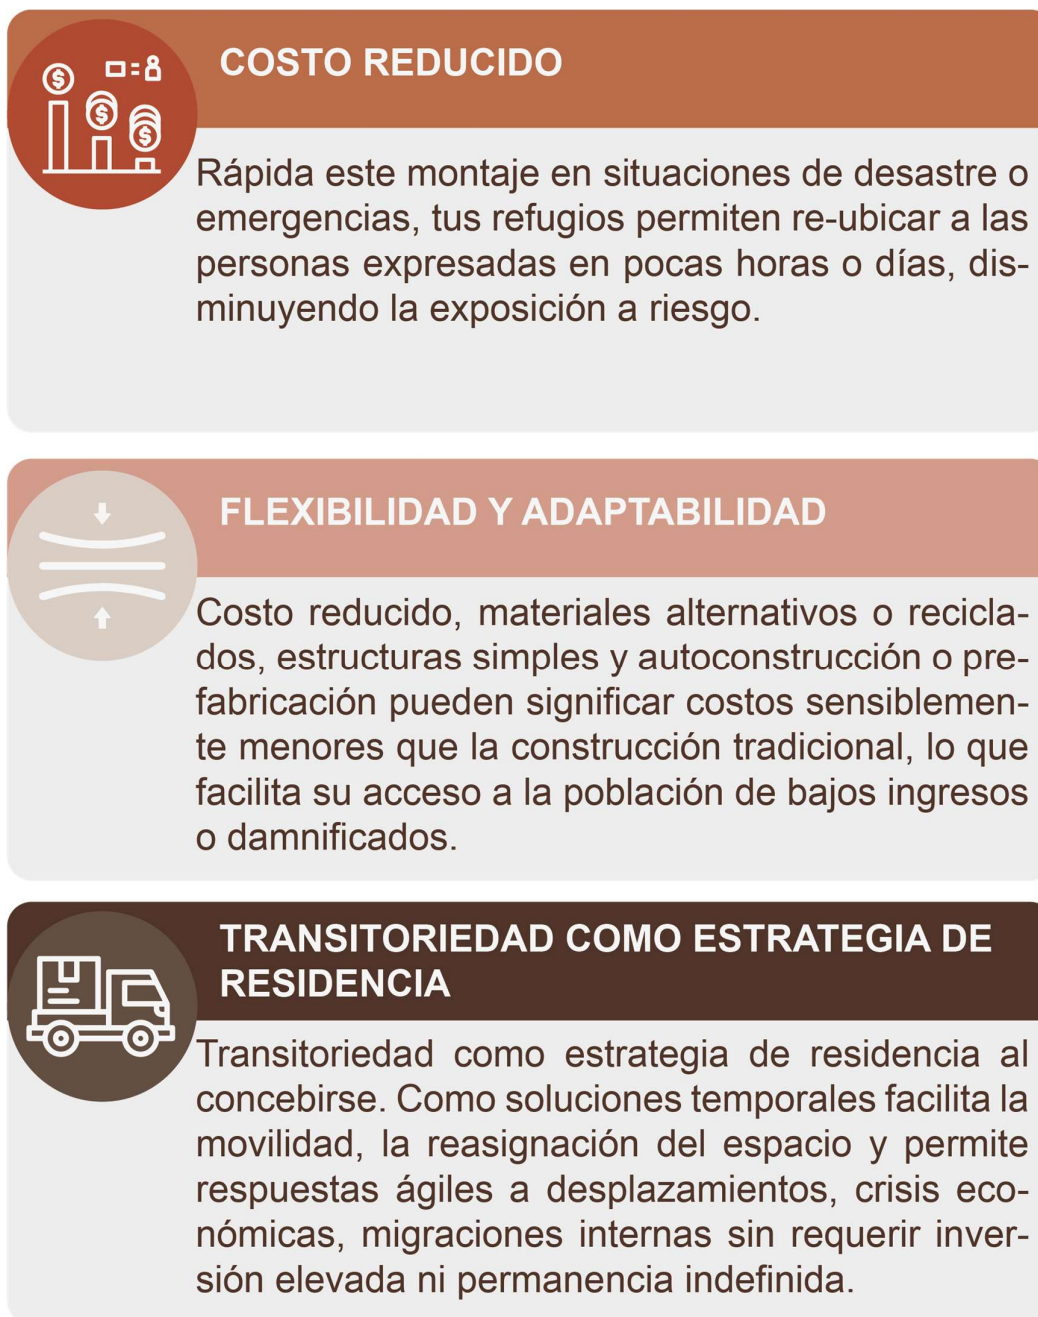 COSTO REDUCIDO
Rápida este montaje en situaciones de desastre o
emergencias, tus refugios permiten re-ubicar a las
personas expresadas en pocas horas o días, dis-
minuyendo la exposición a riesgo.
FLEXIBILIDAD Y ADAPTABILIDAD
Costo reducido, materiales alternativos o recicla-
dos, estructuras simples y autoconstrucción o pre-
fabricación pueden significar costos sensiblemen-
te menores que la construcción tradicional, lo que
facilita su acceso a la población de bajos ingresos
o damnificados.
TRANSITORIEDAD COMO ESTRATEGIA DE
RESIDENCIA
Transitoriedad como estrategia de residencia al
concebirse. Como soluciones temporales facilita la
movilidad, la reasignación del espacio y permite
respuestas ágiles a desplazamientos, crisis eco-
nómicas, migraciones internas sin requerir inver-
sión elevada ni permanencia indefinida.